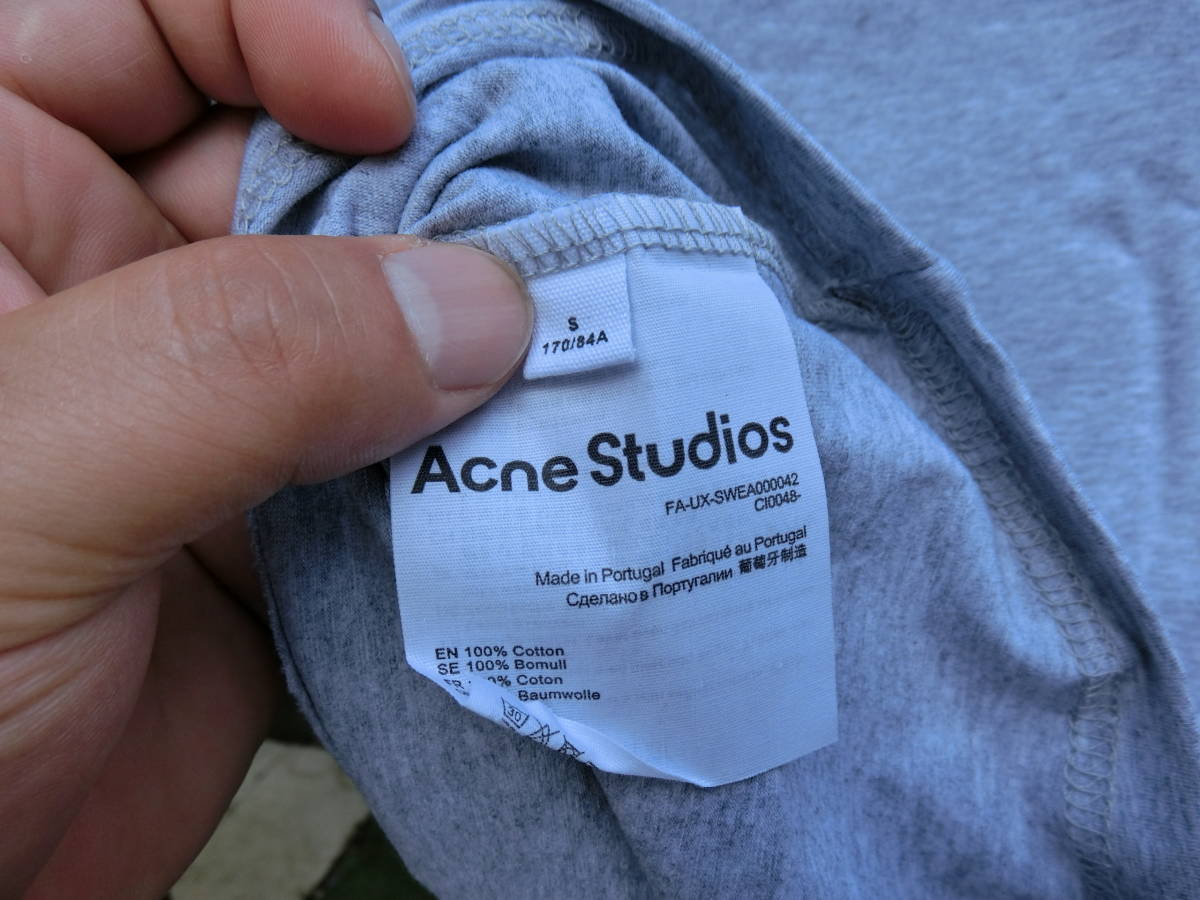 S
170/84A
Acne Studios
FA-UX-SWEA000042
CI0048-
Made in Portugal Fabriqué au Portugal
Сделано в Португалии 葡萄牙制造
EN 100% Cotton
SE 100% Bomull
FR % Coton
Baumwolle
30